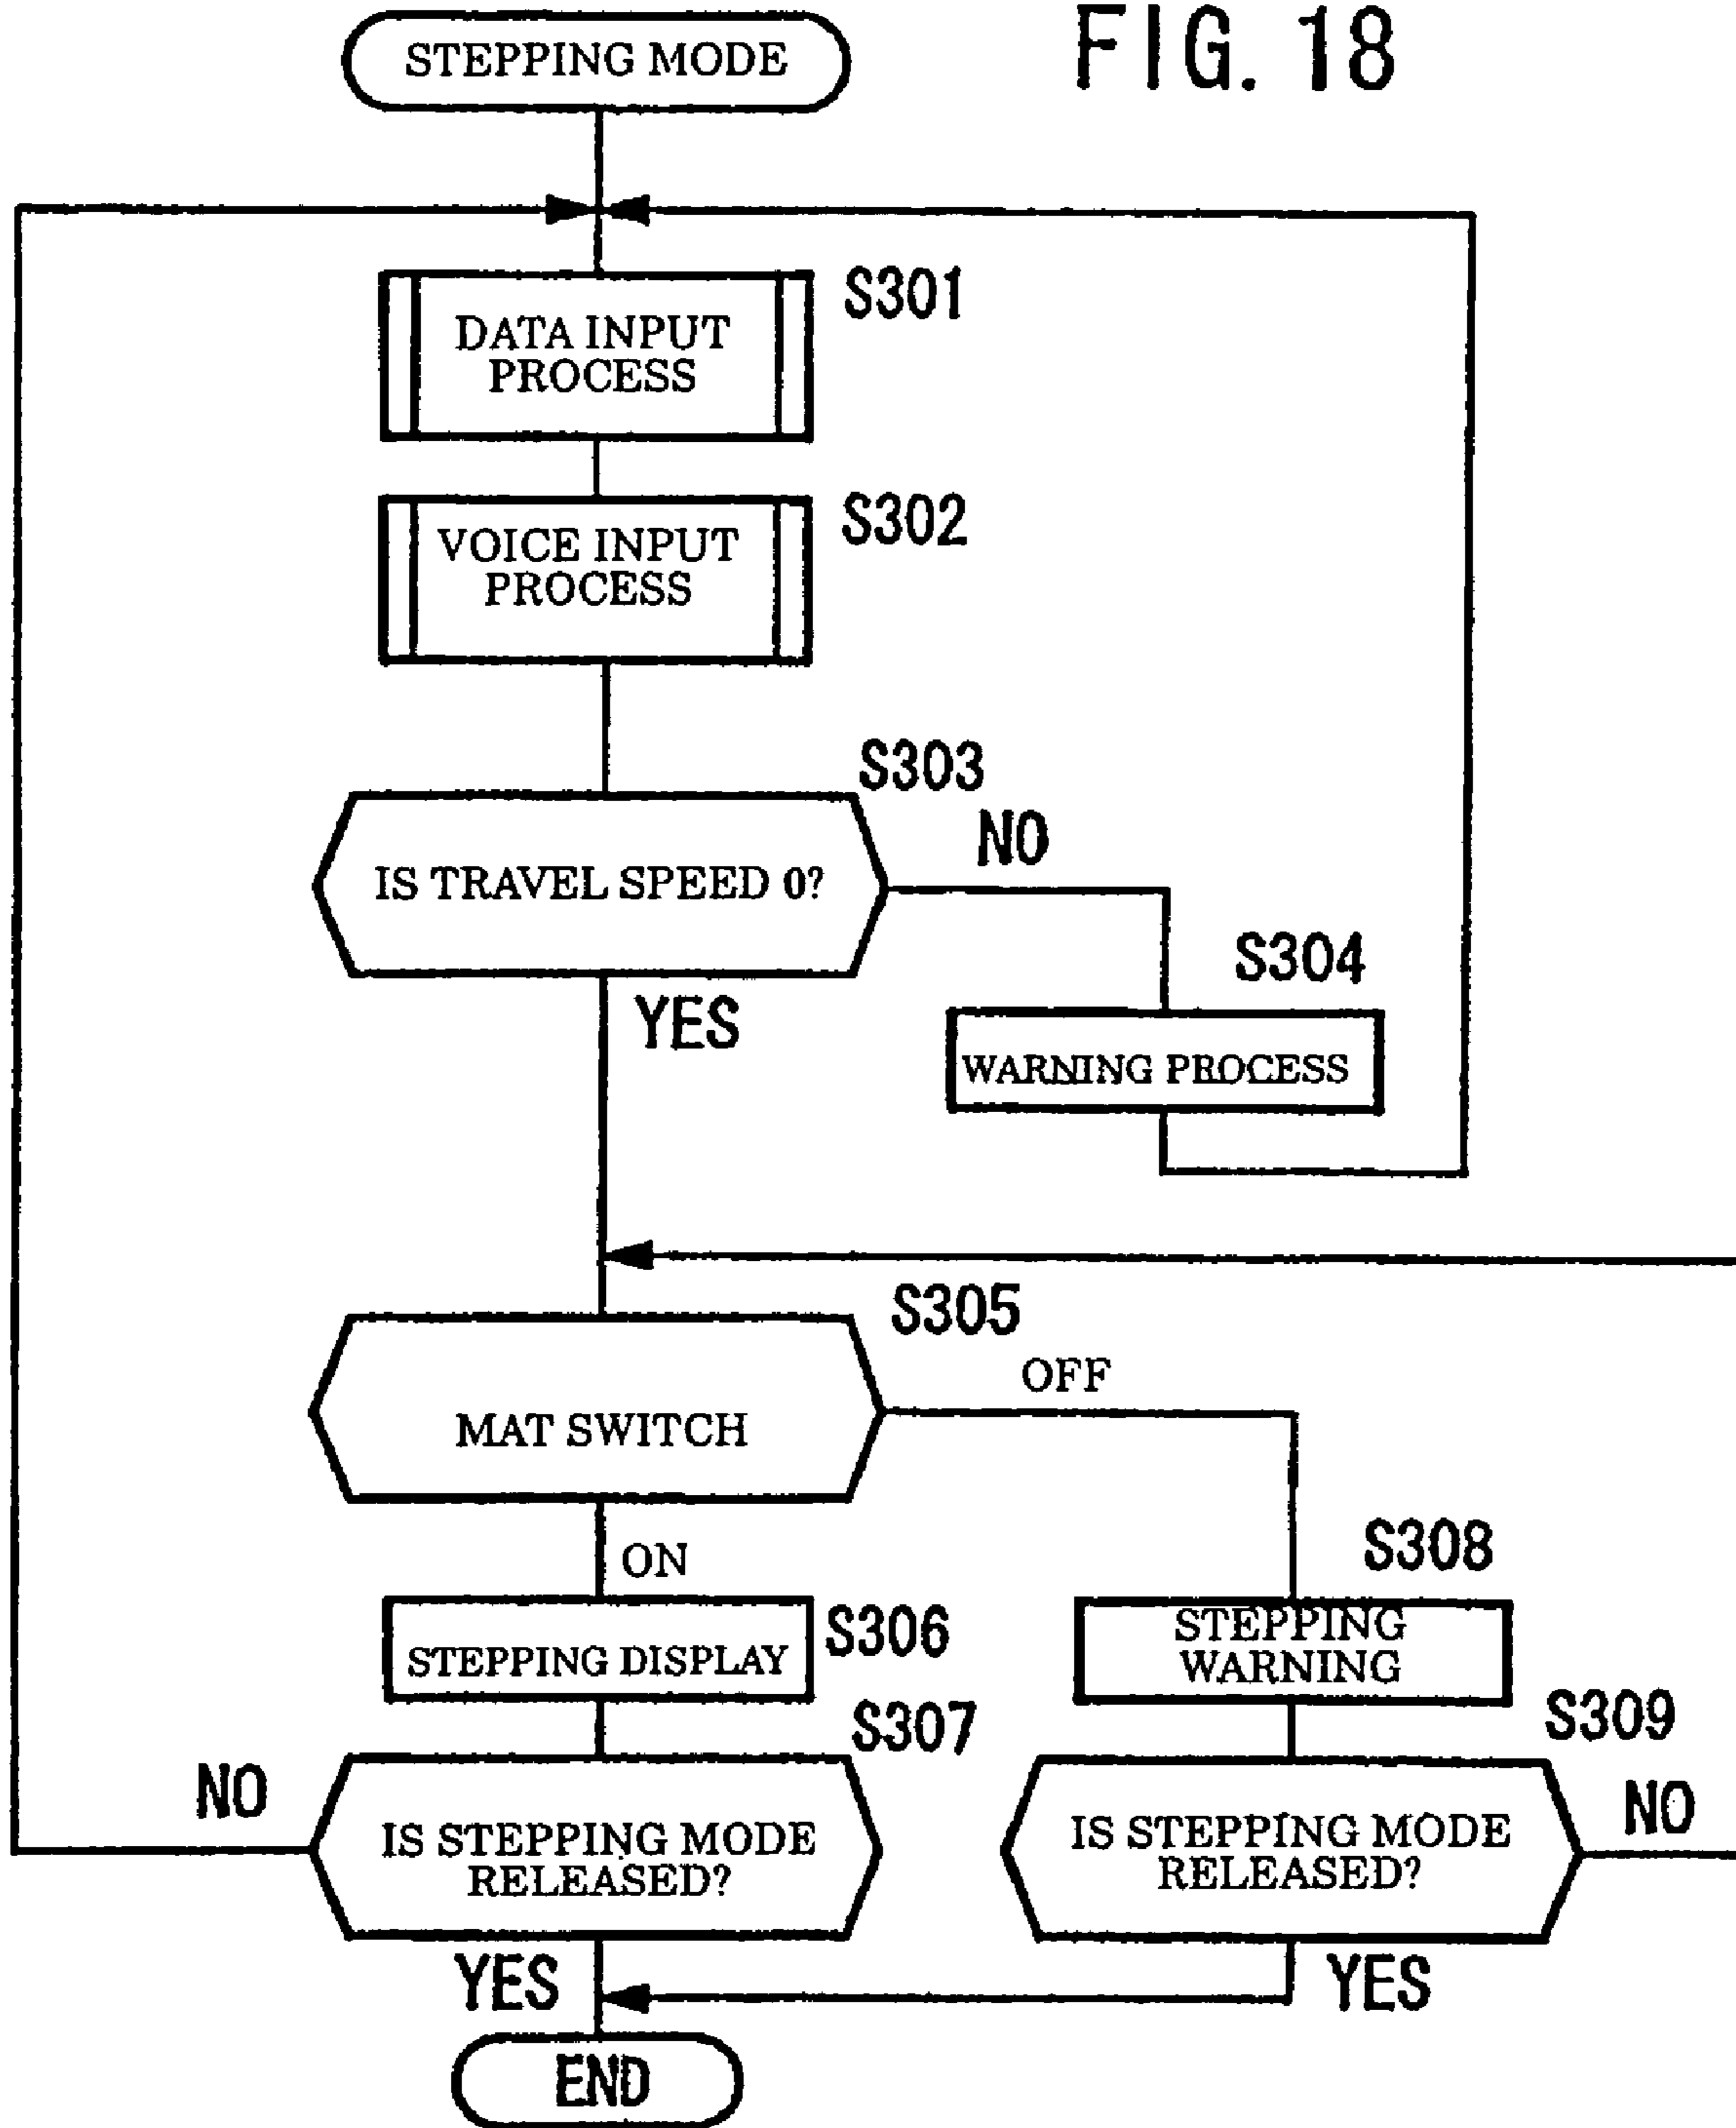 FIG. 18
STEPPING MODE
S301
DATA INPUT
PROCESS
S302
VOICE INPUT
PROCESS
S303
IS TRAVEL SPEED 0?
NO
YES
S304
WARNING PROCESS
S305
MAT SWITCH
OFF
ON
S306
STEPPING DISPLAY
S308
STEPPING
WARNING
S307
IS STEPPING MODE
RELEASED?
NO
YES
S309
IS STEPPING MODE
RELEASED?
NO
YES
END